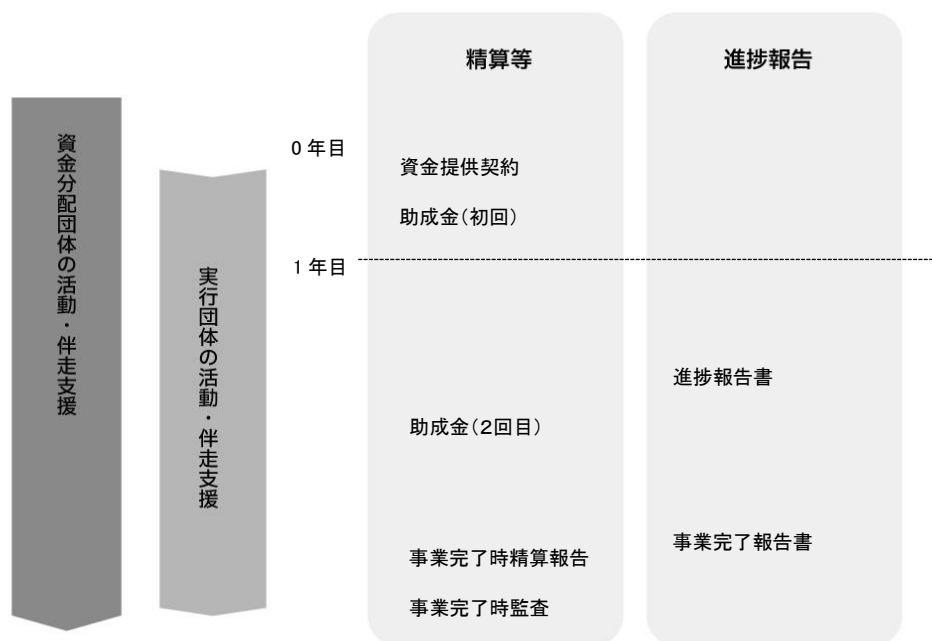 精算等
進捗報告
資金分配団体の活動・伴走支援
実行団体の活動・伴走支援
0年目
資金提供契約
助成金(初回)
1年目
進捗報告書
助成金(2回目)
事業完了報告書
事業完了時精算報告
事業完了時監査